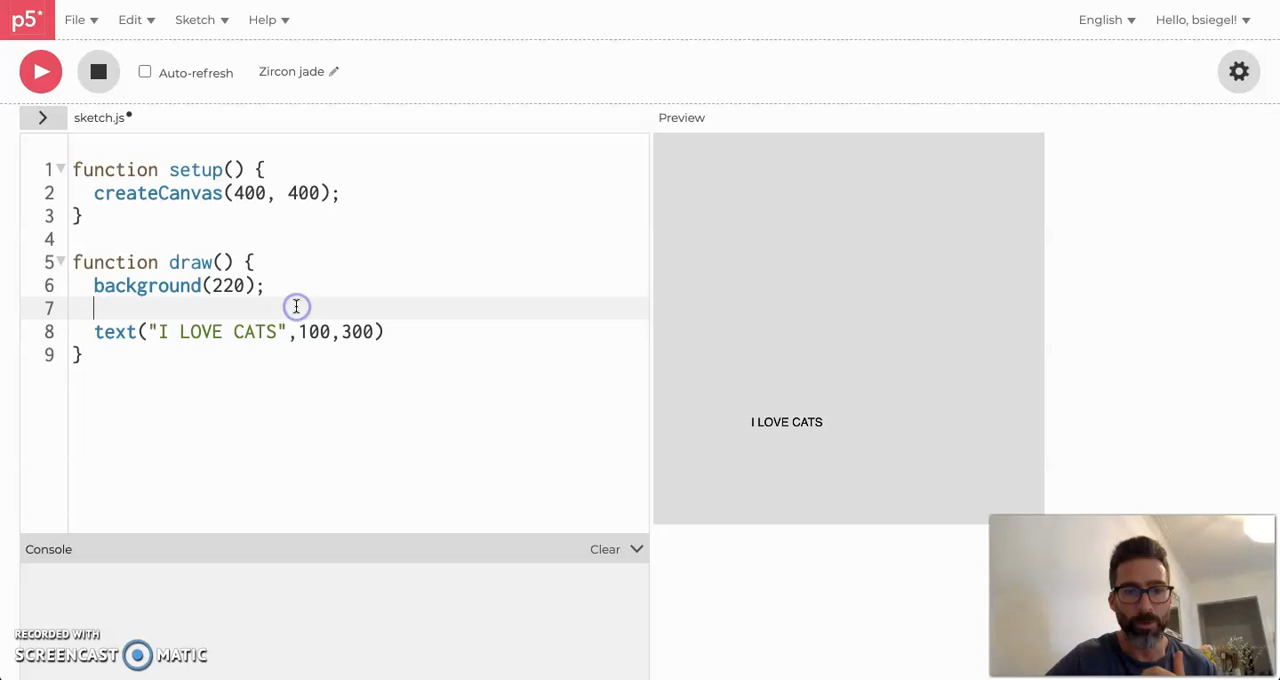 p5* File Edit Sketch Help English Hello, bsiegel!
Auto-refresh Zircon jade
sketch.js Preview
1 function setup() {
2 createCanvas(400, 400);
3 }
4
5 function draw() {
6 background(220);
7
8 text("I LOVE CATS",100,300)
9 }
I LOVE CATS
Console Clear
RECORDED WITH
SCREENCAST MATIC